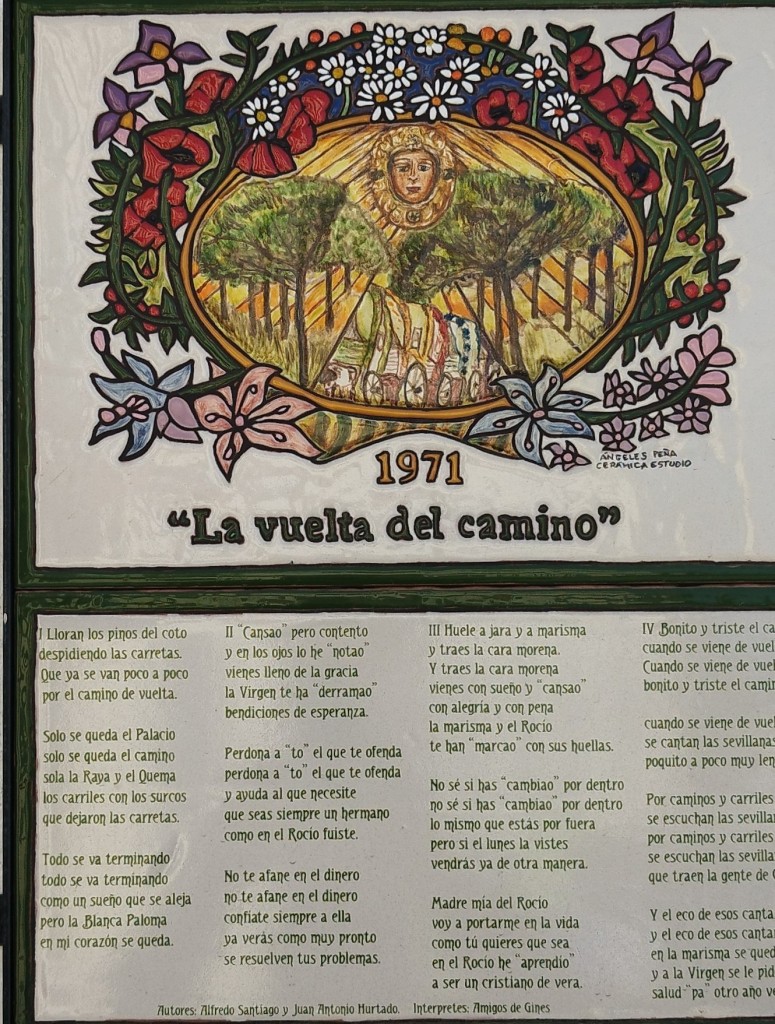 1971
ÁNGELES PEÑA
CERÁMICA ESTUDIO
“La vuelta del camino”
I Lloran los pinos del coto
despidiendo las carretas.
Que ya se van poco a poco
por el camino de vuelta.
Solo se queda el Palacio
solo se queda el camino
sola la Raya y el Quema
los carriles con los surcos
que dejaron las carretas.
Todo se va terminando
todo se va terminando
como un sueño que se aleja
pero la Blanca Paloma
en mi corazón se queda.
II “Cansao” pero contento
y en los ojos lo he “notao”
vienes lleno de la gracia
la Virgen te ha “derramao”
bendiciones de esperanza.
Perdona a “to” el que te ofenda
perdona a “to” el que te ofenda
y ayuda al que necesite
que seas siempre un hermano
como en el Rocío fuiste.
No te afane en el dinero
no te afane en el dinero
confiate siempre a ella
ya verás como muy pronto
se resuelven tus problemas.
III Huele a jara y a marisma
y traes la cara morena.
Y traes la cara morena
vienes con sueño y “cansao”
con alegría y con pena
la marisma y el Rocío
te han “marcao” con sus huellas.
No sé si has “cambiao” por dentro
no sé si has “cambiao” por dentro
lo mismo que estás por fuera
pero si el lunes la vistes
vendrás ya de otra manera.
Madre mía del Rocío
voy a portarme en la vida
como tú quieres que sea
en el Rocío he “aprendío”
a ser un cristiano de vera.
IV Bonito y triste el
cuando se viene de
Cuando se viene de
bonito y triste el
cuando se viene de
se cantan las sevillanas
poquito a poco muy
Por caminos y carriles
se escuchan las
por caminos y carriles
se escuchan las
que traen la gente de
Y el eco de esos
y el eco de esos
en la marisma se
y a la Virgen se le
salud “pa” otro año
Autores: Alfredo Santiago y Juan Antonio Hurtado. Interpretes: Amigos de Gines